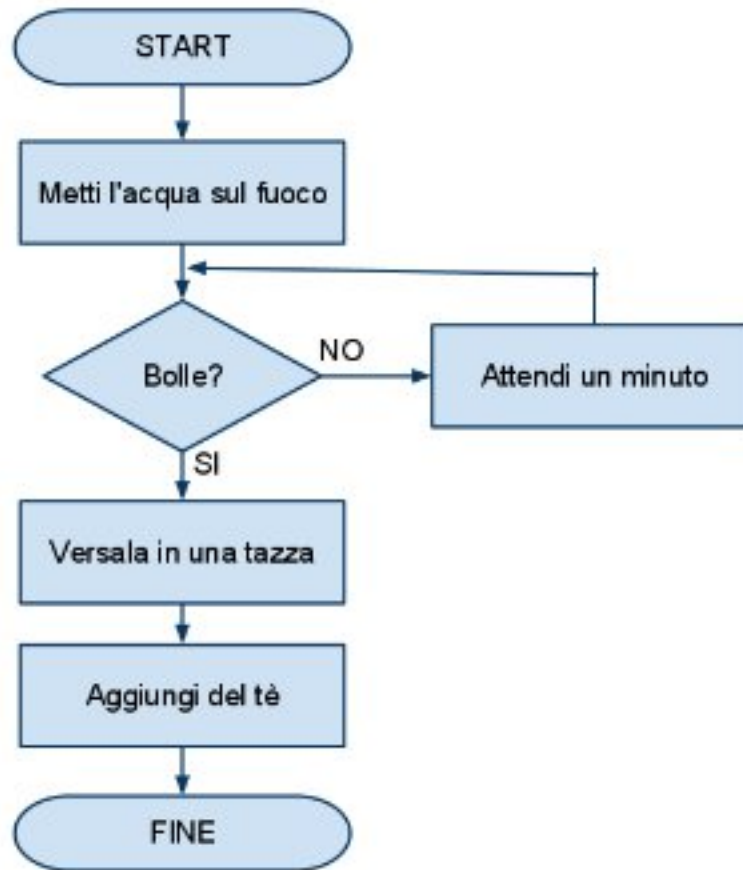 START
Metti l'acqua sul fuoco
Bolle?
NO
Attendi un minuto
SI
Versala in una tazza
Aggiungi del tè
FINE